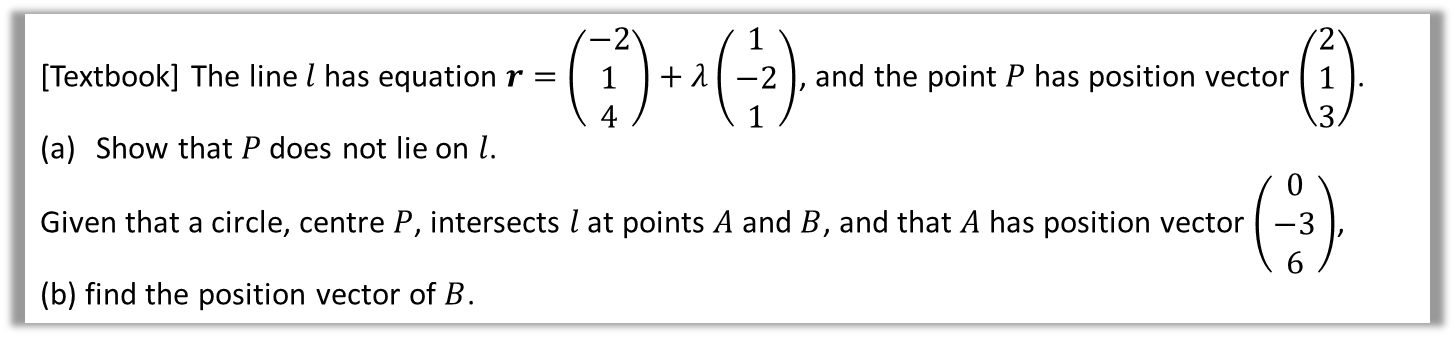 [Textbook] The line 𝑙 has equation 𝒓 = (−2 1 4) + 𝜆 (1 −2 1), and the point 𝑃 has position vector (2 1 3).
(a) Show that 𝑃 does not lie on 𝑙.
Given that a circle, centre 𝑃, intersects 𝑙 at points 𝐴 and 𝐵, and that 𝐴 has position vector (0 −3 6),
(b) find the position vector of 𝐵.